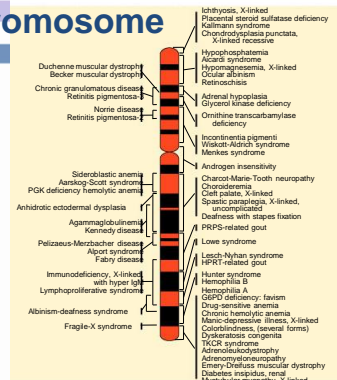 omosome
Ichthyosis, X-linked
Placental steroid sulfatase deficiency
Kallmann syndrome
Chondrodysplasia punctata,
X-linked recessive
Hypophosphatemia
Aicardi syndrome
Hypomagnesemia, X-linked
Ocular albinism
Retinoschisis
Adrenal hypoplasia
Glycerol kinase deficiency
Ornithine transcarbamylase
deficiency
Incontinentia pigmenti
Wiskott-Aldrich syndrome
Menkes syndrome
Androgen insensitivity
Charcot-Marie-Tooth neuropathy
Choroideremia
Cleft palate, X-linked
Spastic paraplegia, X-linked,
uncomplicated
Deafness with stapes fixation
PRPS-related gout
Lowe syndrome
Lesch-Nyhan syndrome
HPRT-related gout
Hunter syndrome
Hemophilia B
Hemophilia A
G6PD deficiency: favism
Drug-sensitive anemia
Chronic hemolytic anemia
Manic-depressive illness, X-linked
Colorblindness, (several forms)
Dyskeratosis congenita
TKCR syndrome
Adrenoleukodystrophy
Adrenomyeloneuropathy
Emery-Dreifuss muscular dystrophy
Diabetes insipidus, renal
Myotubular myopathy, X-linked
Duchenne muscular dystrophy
Becker muscular dystrophy
Chronic granulomatous disease
Retinitis pigmentosa-3
Norrie disease
Retinitis pigmentosa-2
Sideroblastic anemia
Aarskog-Scott syndrome
PGK deficiency hemolytic anemia
Anhidrotic ectodermal dysplasia
Agammaglobulinemia
Kennedy disease
Pelizaeus-Merzbacher disease
Alport syndrome
Fabry disease
Immunodeficiency, X-linked,
with hyper IgM
Lymphoproliferative syndrome
Albinism-deafness syndrome
Fragile-X syndrome